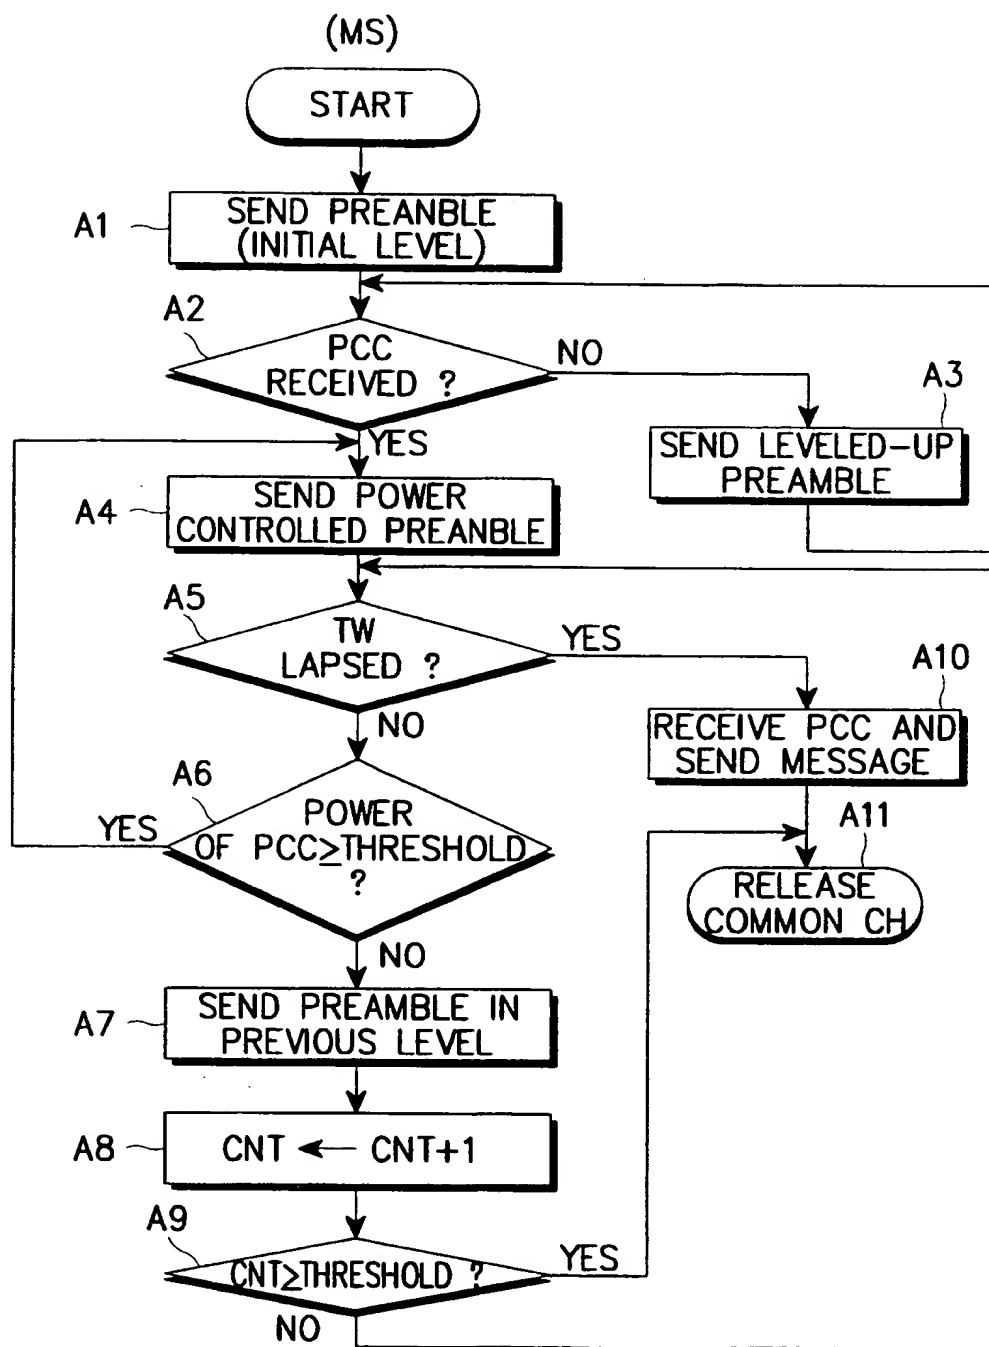 (MS)
START
A1
SEND PREANBLE
(INITIAL LEVEL)
A2
PCC
RECEIVED ?
NO
A3
SEND LEVELED-UP
PREAMBLE
YES
A4
SEND POWER
CONTROLLED PREANBLE
A5
TW
LAPSED ?
YES
A10
RECEIVE PCC AND
SEND MESSAGE
NO
A6
POWER
OF PCC≥THRESHOLD
?
YES
A11
RELEASE
COMMON CH
NO
A7
SEND PREAMBLE IN
PREVIOUS LEVEL
A8
CNT ← CNT+1
A9
CNT≥THRESHOLD ?
YES
NO